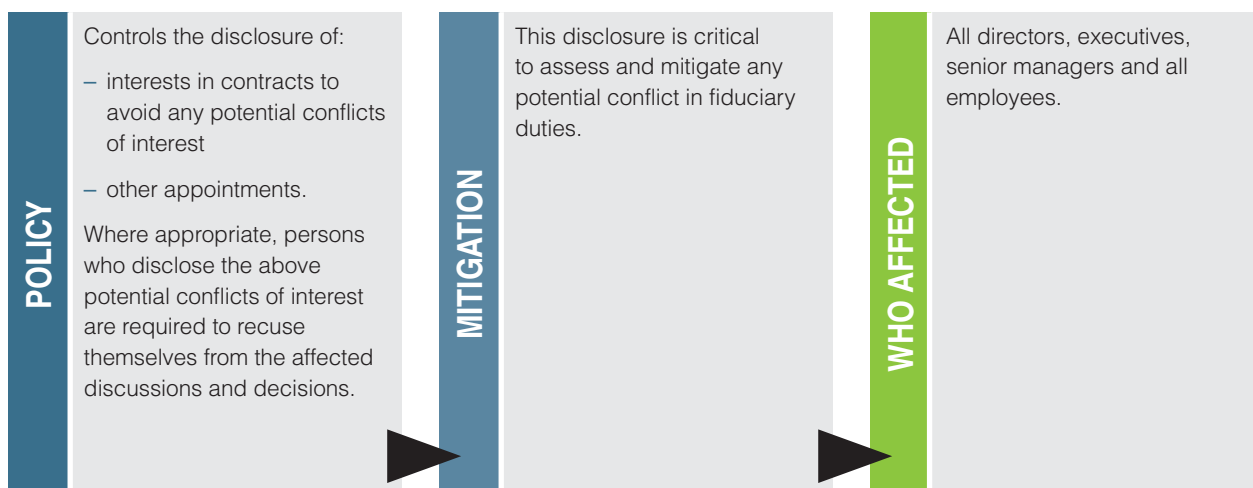 POLICY
Controls the disclosure of:
– interests in contracts to
avoid any potential conflicts
of interest
– other appointments.
Where appropriate, persons
who disclose the above
potential conflicts of interest
are required to recuse
themselves from the affected
discussions and decisions.
MITIGATION
This disclosure is critical
to assess and mitigate any
potential conflict in fiduciary
duties.
WHO AFFECTED
All directors, executives,
senior managers and all
employees.